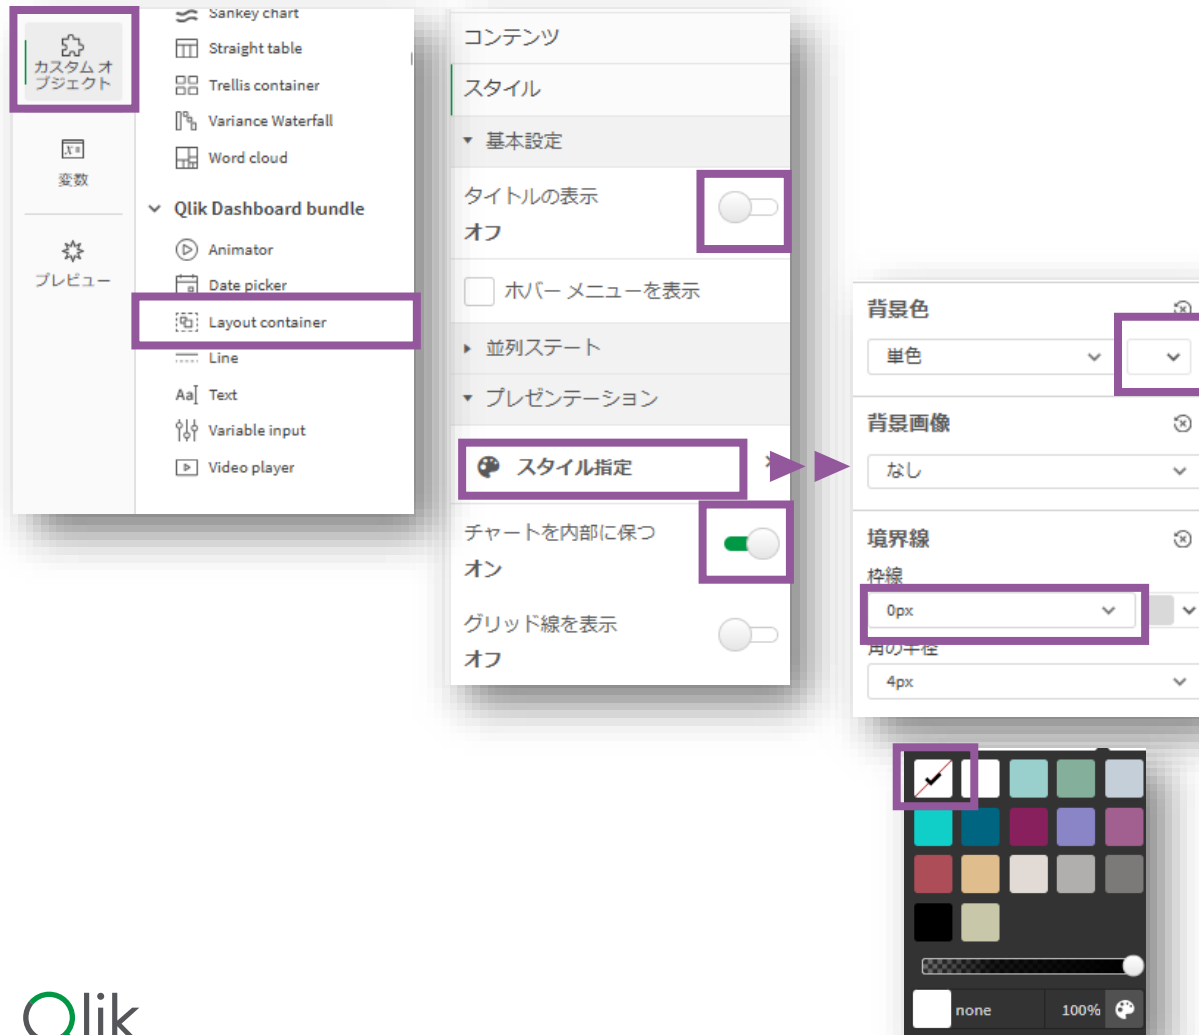 カスタム オ
ブジェクト
変数
プレビュー
Sankey chart
Straight table
Trellis container
Variance Waterfall
Word cloud
Qlik Dashboard bundle
Animator
Date picker
Layout container
Line
Aa Text
Variable input
Video player
コンテンツ
スタイル
基本設定
タイトルの表示
オフ
ホバー メニューを表示
並列ステート
プレゼンテーション
スタイル指定
チャートを内部に保つ
オン
グリッド線を表示
オフ
背景色
単色
背景画像
なし
境界線
枠線
0px
角の半径
4px
none 100%
Qlik